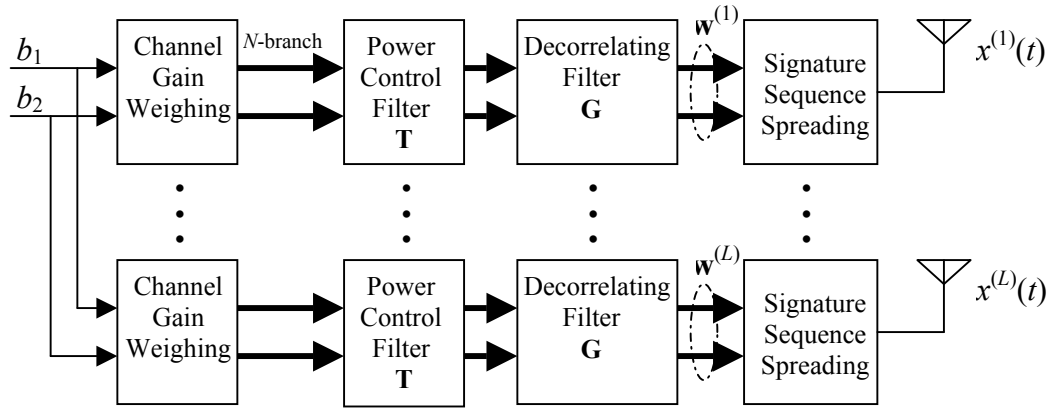 b₁
b₂
Channel
Gain
Weighing
N-branch
Power
Control
Filter
T
Decorrelating
Filter
G
w⁽¹⁾
Signature
Sequence
Spreading
x⁽¹⁾(t)
Channel
Gain
Weighing
Power
Control
Filter
T
Decorrelating
Filter
G
w⁽ᴸ⁾
Signature
Sequence
Spreading
x⁽ᴸ⁾(t)